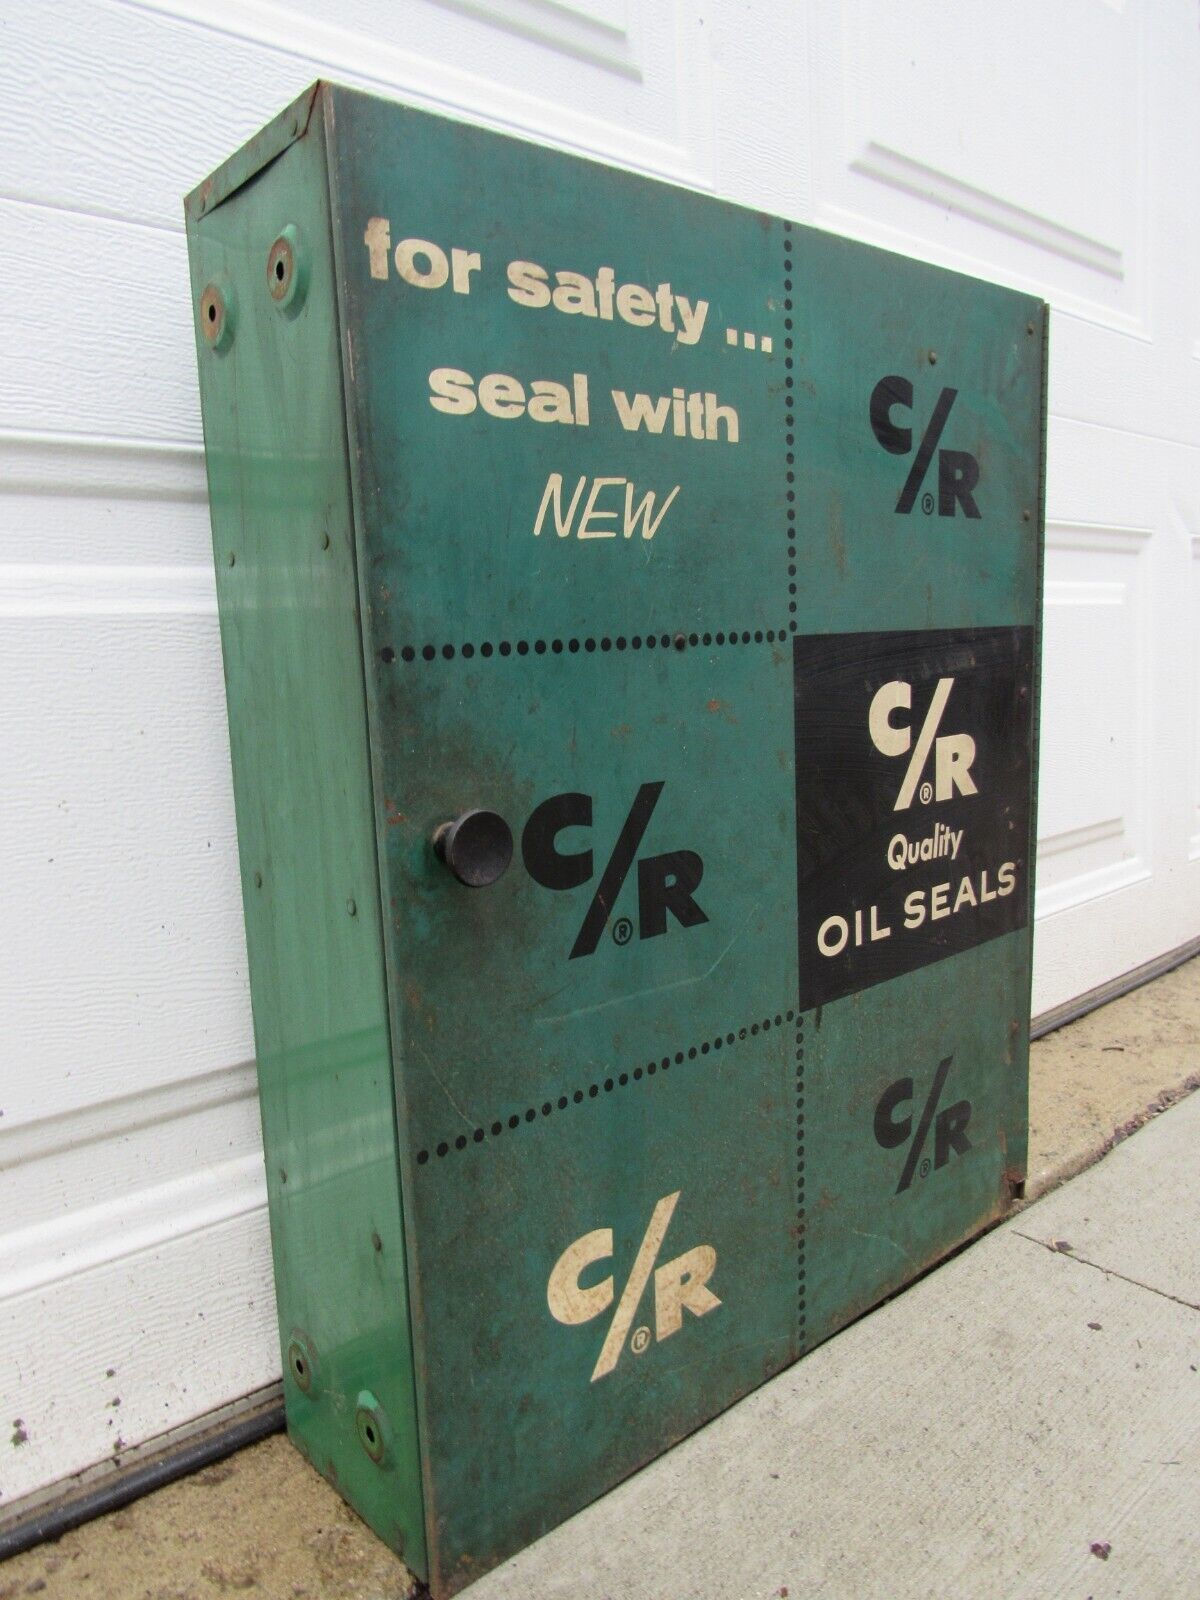 for safety ...
seal with
NEW
C/R®
C/R®
C/R®
Quality
OIL SEALS
C/R®
C/R®